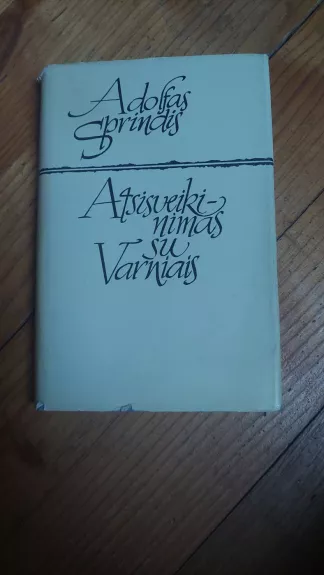 Adolfas
Sprindis
Atsisveiki-
nimas
su
Varniais